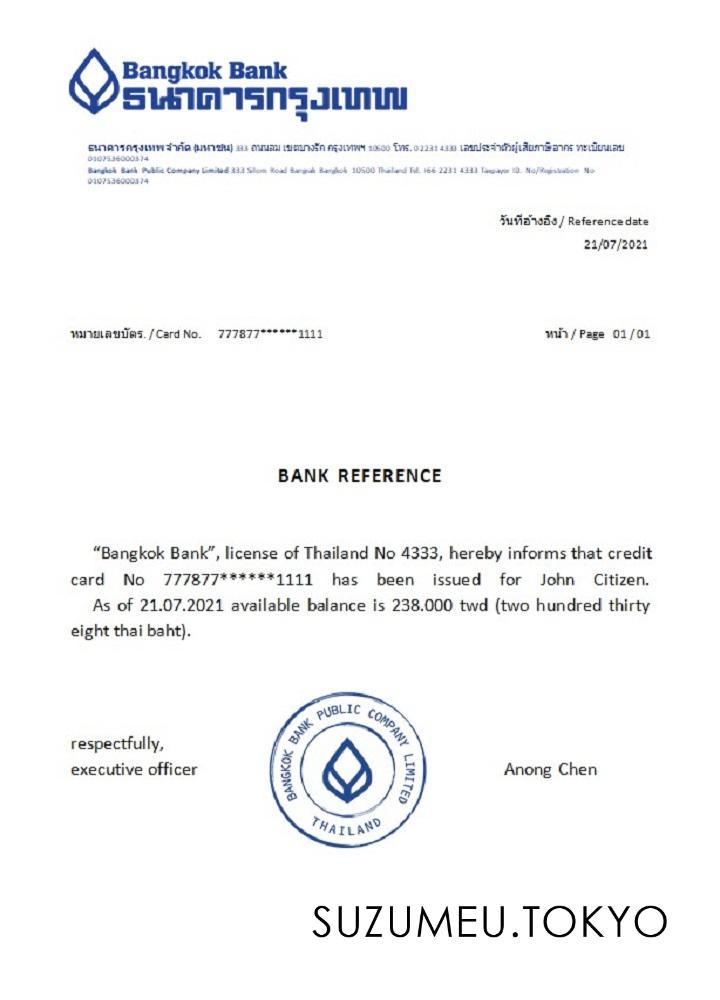 Bangkok Bank
ธนาคารกรุงเทพ
ธนาคารกรุงเทพ จำกัด (มหาชน) 333 ถนนสีลม เขตบางรัก กรุงเทพฯ 10500 โทร. 0 2231 4333 เลขประจำตัวผู้เสียภาษีอากร ทะเบียนเลข
0107536000374
Bangkok Bank Public Company Limited 333 Silom Road Bangrak Bangkok 10500 Thailand Tel. +66 2231 4333 Taxpayer ID. No/Registration No
0107536000374
วันที่อ้างอิง / Reference date
21/07/2021
หมายเลขบัตร. / Card No. 777877******1111
หน้า / Page 01 / 01
BANK REFERENCE
“Bangkok Bank”, license of Thailand No 4333, hereby informs that credit
card No 777877******1111 has been issued for John Citizen.
As of 21.07.2021 available balance is 238.000 twd (two hundred thirty
eight thai baht).
respectfully,
executive officer
BANGKOK BANK PUBLIC COMPANY LIMITED
THAILAND
Anong Chen
SUZUMEU.TOKYO